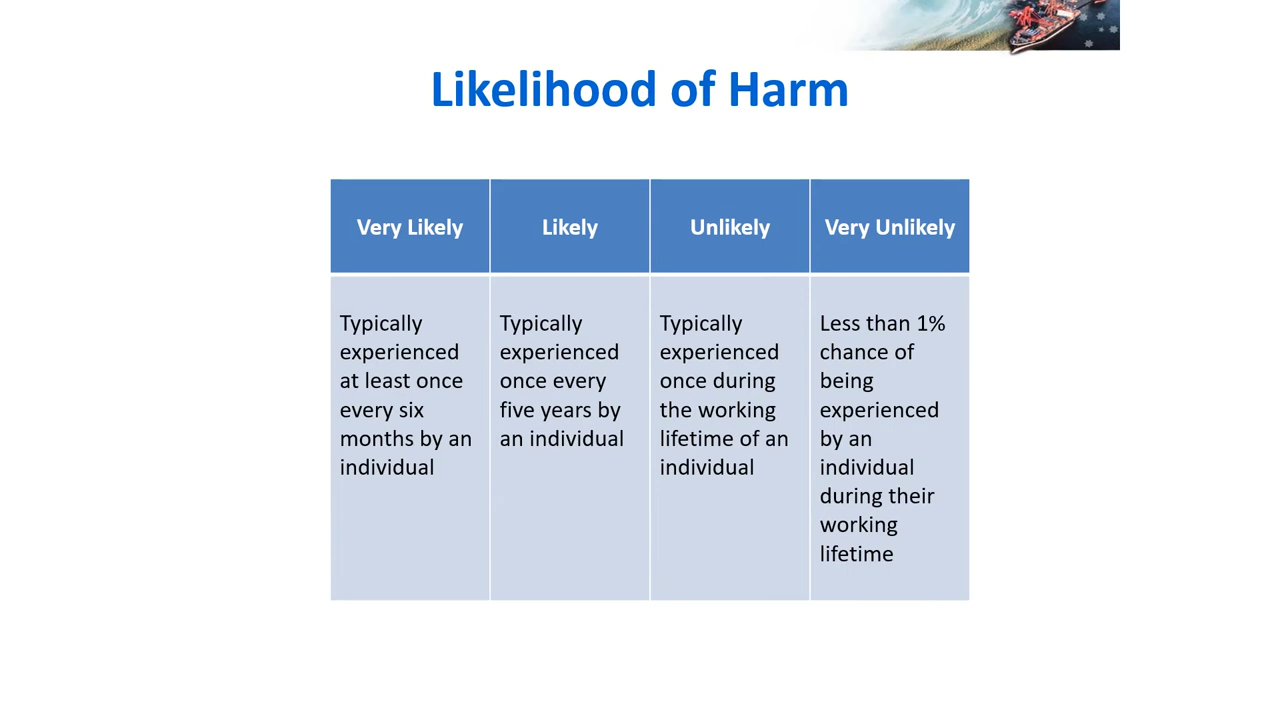 Likelihood of Harm
Very Likely
Likely
Unlikely
Very Unlikely
Typically
experienced
at least once
every six
months by an
individual
Typically
experienced
once every
five years by
an individual
Typically
experienced
once during
the working
lifetime of an
individual
Less than 1%
chance of
being
experienced
by an
individual
during their
working
lifetime